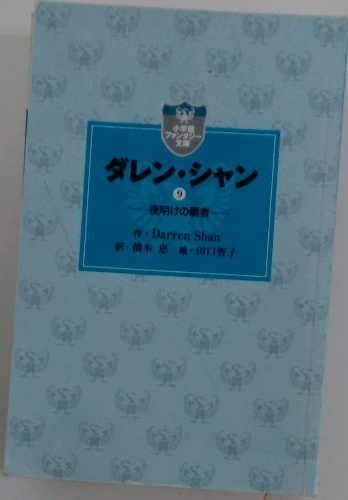 小学館
ファンタジー
文庫
ダレン・シャン
9
―夜明けの覇者―
作・Darren Shan
訳・橋本 恵 絵・田口智子